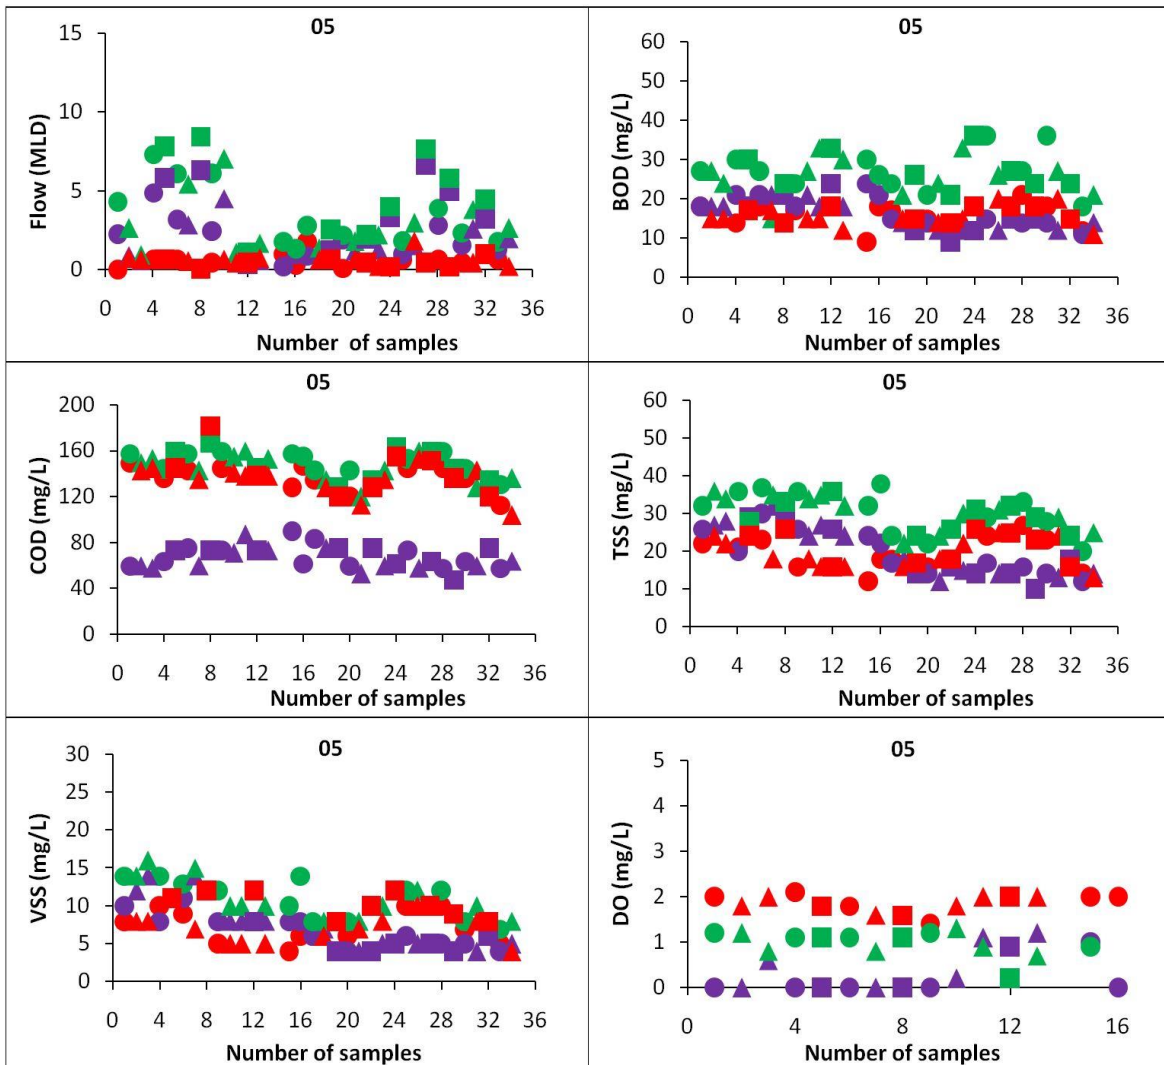 05
15
10
5
0
Flow (MLD)
0 4 8 12 16 20 24 28 32 36
Number of samples
05
60
50
40
30
20
10
0
BOD (mg/L)
0 4 8 12 16 20 24 28 32 36
Number of samples
05
200
160
120
80
40
0
COD (mg/L)
0 4 8 12 16 20 24 28 32 36
Number of samples
05
60
50
40
30
20
10
0
TSS (mg/L)
0 4 8 12 16 20 24 28 32 36
Number of samples
05
30
25
20
15
10
5
0
VSS (mg/L)
0 4 8 12 16 20 24 28 32 36
Number of samples
05
5
4
3
2
1
0
DO (mg/L)
0 4 8 12 16
Number of samples